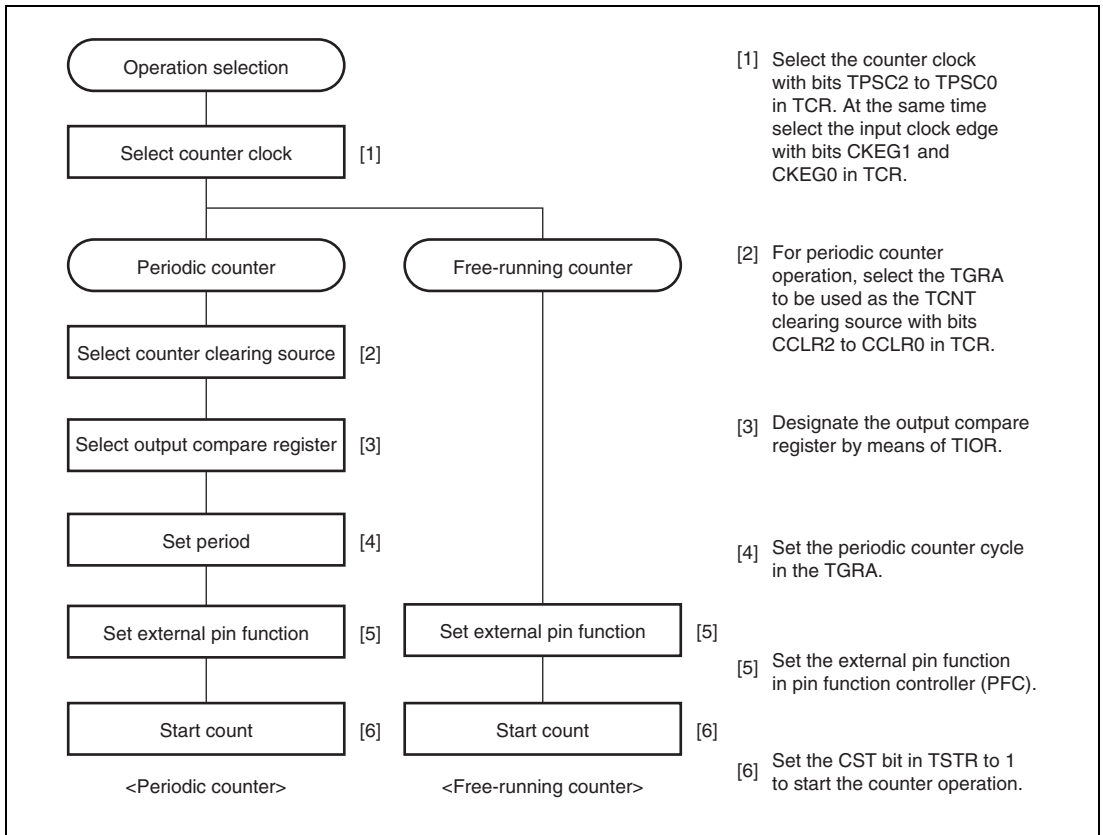 Operation selection
Select counter clock
[1]
Periodic counter
Free-running counter
Select counter clearing source
[2]
Select output compare register
[3]
Set period
[4]
Set external pin function
[5]
Set external pin function
[5]
Start count
[6]
Start count
[6]
<Periodic counter>
<Free-running counter>
[1] Select the counter clock
with bits TPSC2 to TPSC0
in TCR. At the same time
select the input clock edge
with bits CKEG1 and
CKEG0 in TCR.
[2] For periodic counter
operation, select the TGRA
to be used as the TCNT
clearing source with bits
CCLR2 to CCLR0 in TCR.
[3] Designate the output compare
register by means of TIOR.
[4] Set the periodic counter cycle
in the TGRA.
[5] Set the external pin function
in pin function controller (PFC).
[6] Set the CST bit in TSTR to 1
to start the counter operation.